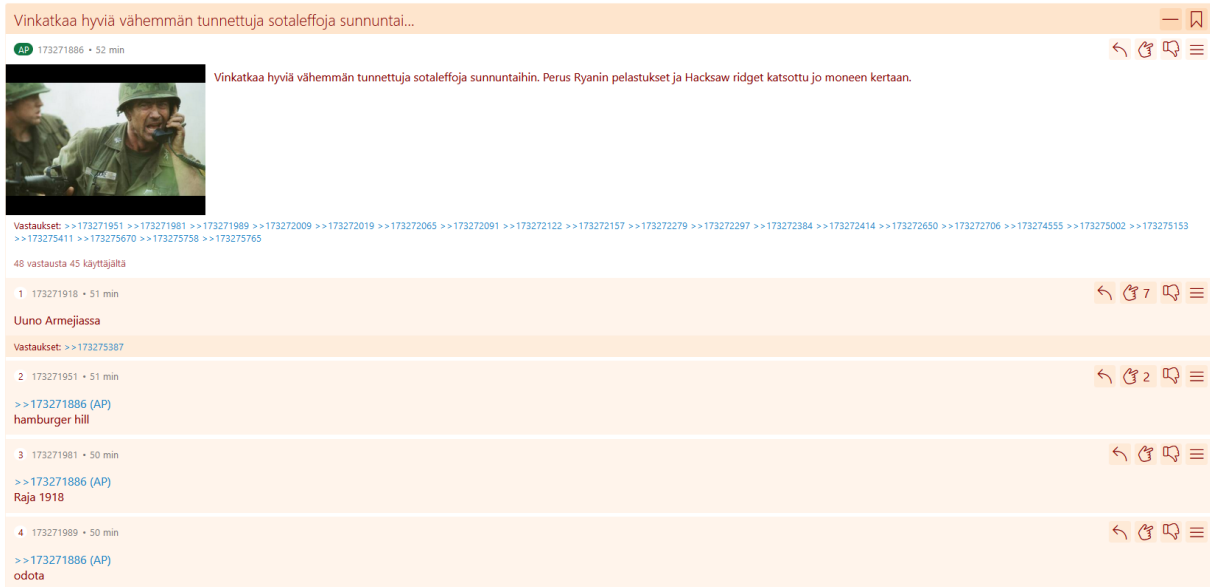 Vinkatkaa hyviä vähemmän tunnettuja sotaleffoja sunnuntai...
AP 173271886 • 52 min
Vinkatkaa hyviä vähemmän tunnettuja sotaleffoja sunnuntaihin. Perus Ryanin pelastukset ja Hacksaw ridget katsottu jo moneen kertaan.
Vastaukset: >>173271951 >>173271981 >>173271989 >>173272009 >>173272019 >>173272065 >>173272091 >>173272122 >>173272157 >>173272279 >>173272297 >>173272384 >>173272414 >>173272650 >>173272706 >>173274555 >>173275002 >>173275153
>>173275411 >>173275670 >>173275758 >>173275765
48 vastausta 45 käyttäjältä
1 173271918 • 51 min
7
Uuno Armejiassa
Vastaukset: >>173275387
2 173271951 • 51 min
2
>>173271886 (AP)
hamburger hill
3 173271981 • 50 min
>>173271886 (AP)
Raja 1918
4 173271989 • 50 min
>>173271886 (AP)
odota